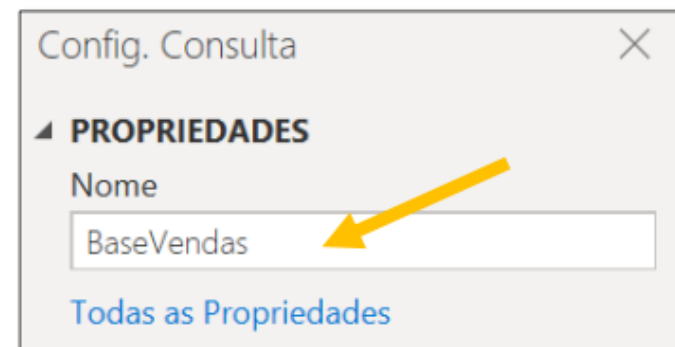 Config. Consulta
PROPRIEDADES
Nome
BaseVendas
Todas as Propriedades